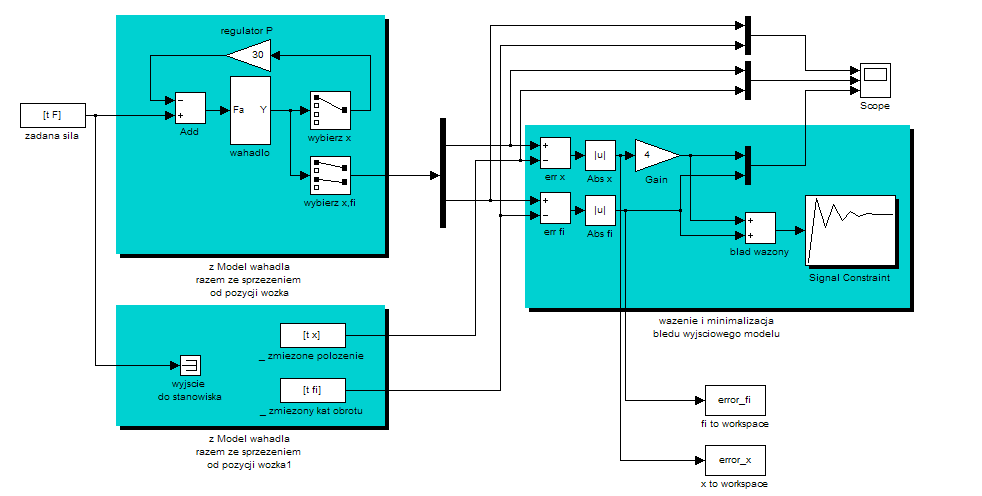 regulator P
30
[t F]
zadana sila
−
+
Add
Fa Y
wahadlo
wybierz x
wybierz x,fi
z Model wahadla
razem ze sprzezeniem
od pozycji wozka
[t x]
_ zmiezone polozenie
[t fi]
_ zmiezony kat obrotu
wyjscie
do stanowiska
z Model wahadla
razem ze sprzezeniem
od pozycji wozka1
Scope
+
−
err x
|u|
Abs x
4
Gain
+
−
err fi
|u|
Abs fi
+
+
blad wazony
Signal Constraint
wazenie i minimalizacja
bledu wyjsciowego modelu
error_fi
fi to workspace
error_x
x to workspace